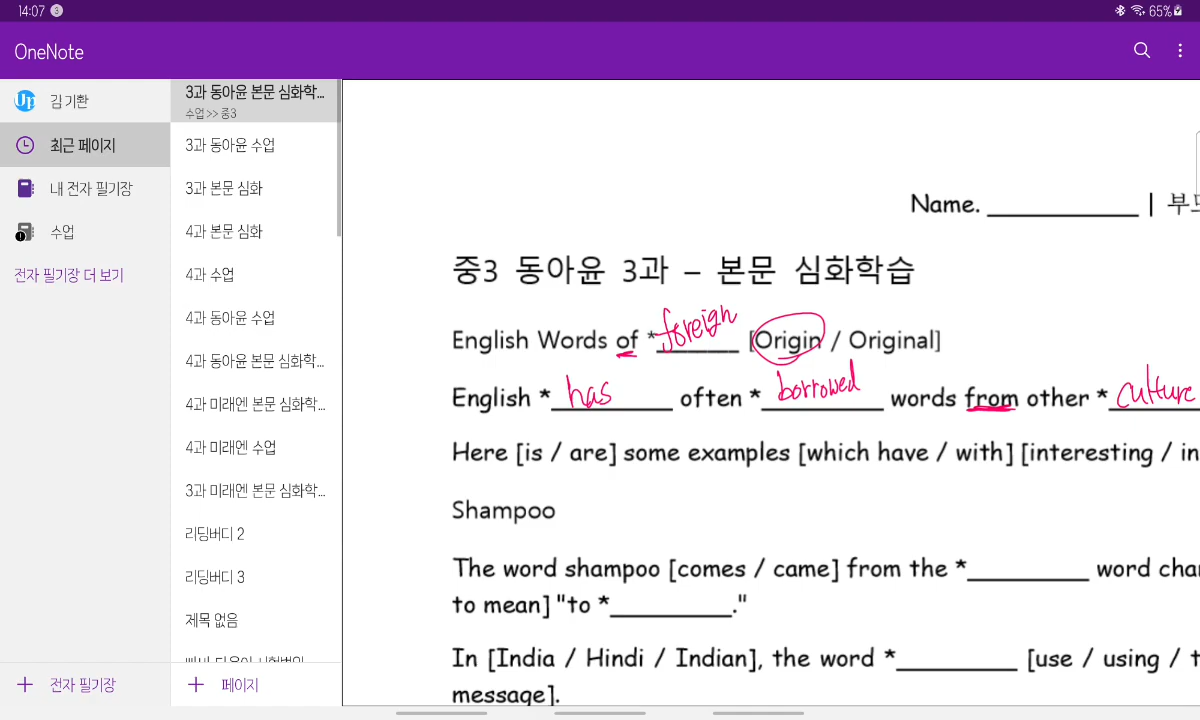 14:07 3 65%
OneNote
김기환
최근 페이지
내 전자 필기장
수업
전자 필기장 더 보기
전자 필기장
3과 동아윤 본문 심화학...
수업 >> 중3
3과 동아윤 수업
3과 본문 심화
4과 본문 심화
4과 수업
4과 동아윤 수업
4과 동아윤 본문 심화학...
4과 미래엔 본문 심화학...
4과 미래엔 수업
3과 미래엔 본문 심화학...
리딩버디 2
리딩버디 3
제목 없음
페이지
Name. ___________ | 부모
중3 동아윤 3과 – 본문 심화학습
English Words of *foreign [Origin / Original]
English * has often * borrowed words from other * culture
Here [is / are] some examples [which have / with] [interesting / in
Shampoo
The word shampoo [comes / came] from the *__________ word cha
to mean] "to *__________."
In [India / Hindi / Indian], the word *__________ [use / using / t
message].